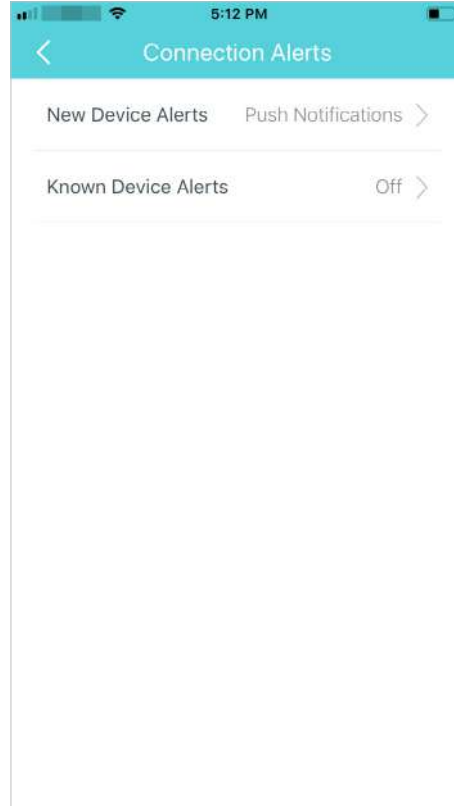 5:12 PM
Connection Alerts
New Device Alerts Push Notifications
Known Device Alerts Off